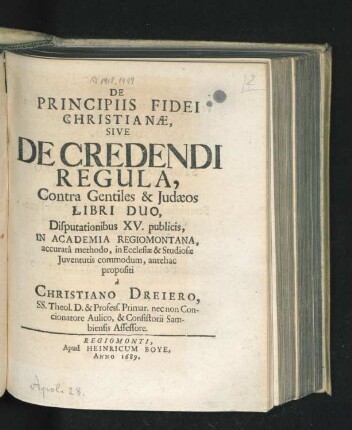 DE
PRINCIPIIS FIDEI
CHRISTIANÆ,
SIVE
DE CREDENDI
REGULA,
Contra Gentiles & Judæos
LIBRI DUO,
Disputationibus XV. publicis,
IN ACADEMIA REGIOMONTANA,
accuratâ methodo, in Ecclesiæ & Studiosæ
Juventutis commodum, antehac
propositi
à
CHRISTIANO DREIERO,
SS. Theol. D. & Profess. Primar. nec non Con-
cionatore Aulico, & Consistorii Sam-
biensis Assessore.
REGIOMONTI,
Apud HEINRICUM BOYE,
ANNO 1689.